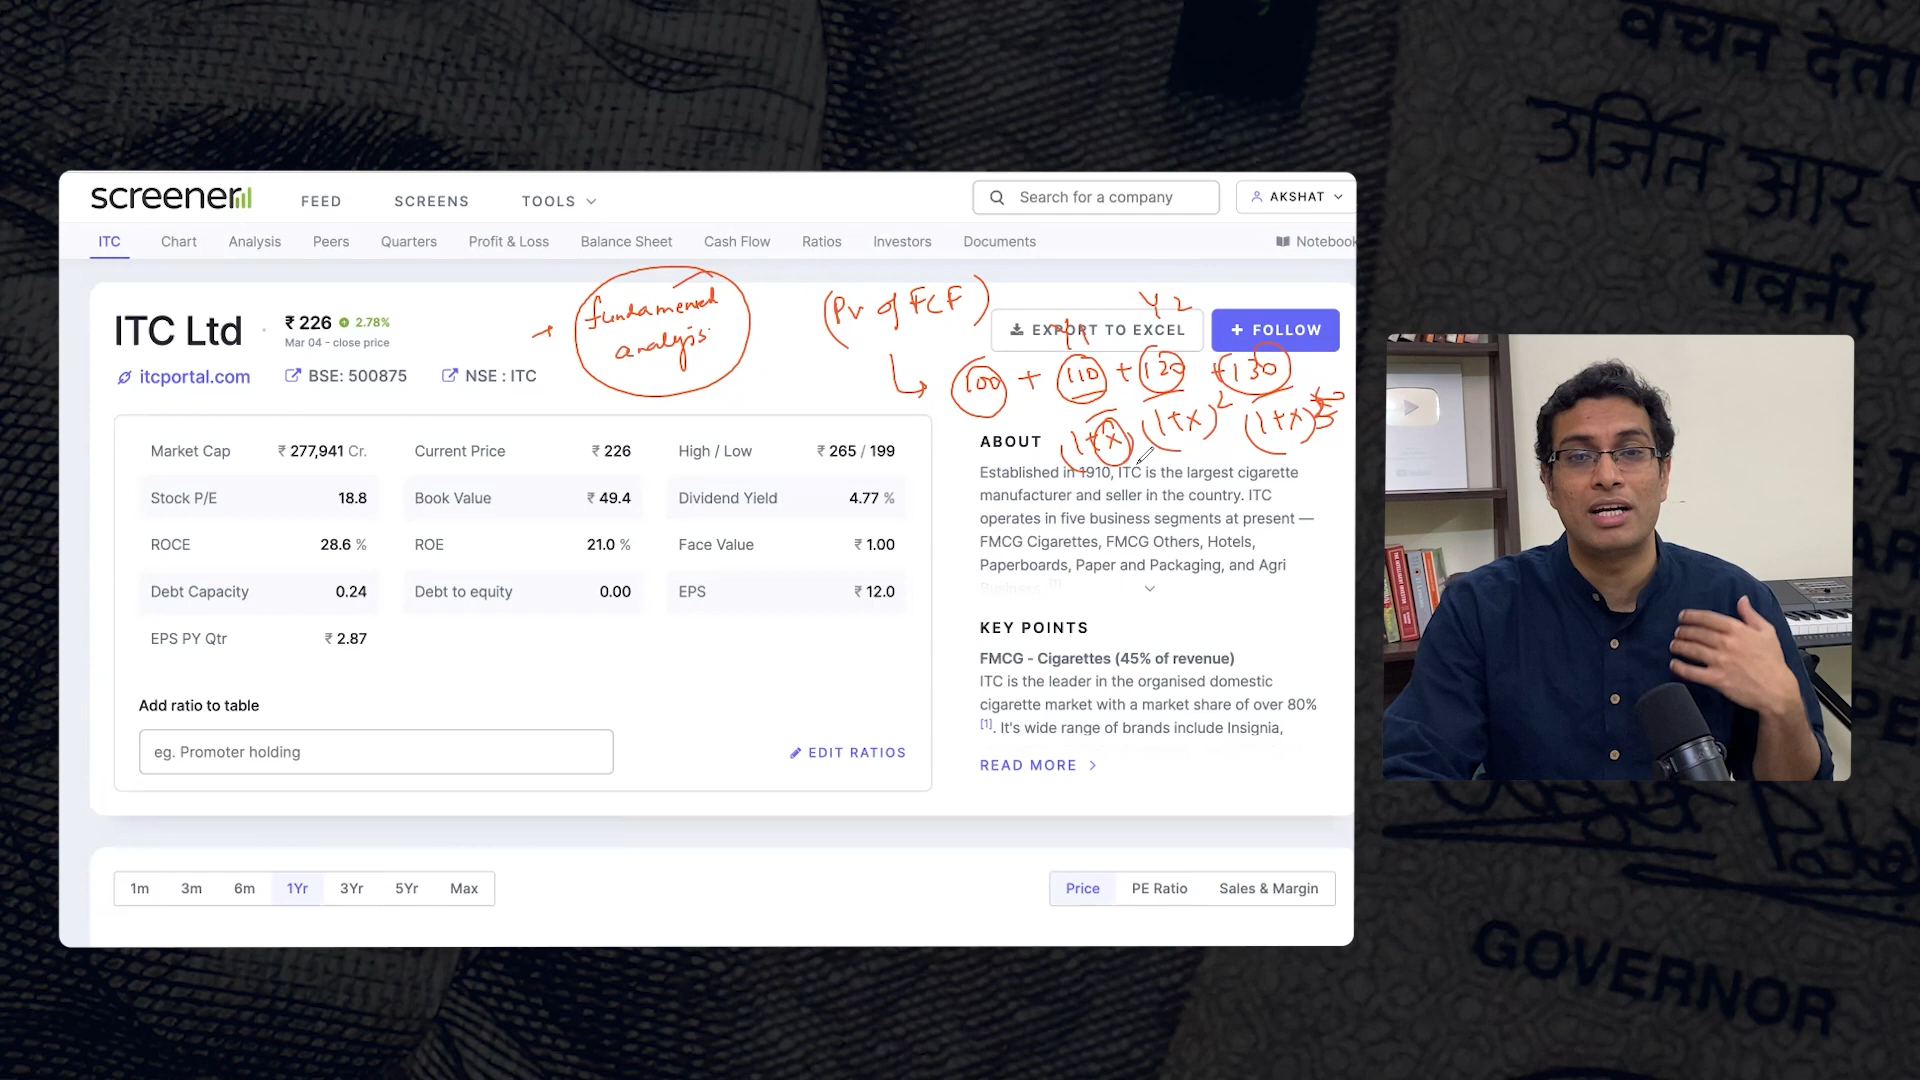 वचन देता
उर्जित आर
गवर्नर
screener
FEED SCREENS TOOLS
Search for a company
AKSHAT
ITC Chart Analysis Peers Quarters Profit & Loss Balance Sheet Cash Flow Ratios Investors Documents Notebook
fundamental
analysis
(Pv of FCF)
Y1
Y2
ITC Ltd
₹ 226 2.78%
Mar 04 - close price
EXPORT TO EXCEL
+ FOLLOW
itcportal.com BSE: 500875 NSE : ITC
100 + 110 + 120 + 130
(1+x) (1+x)² (1+x)
Market Cap ₹ 277,941 Cr. Current Price ₹ 226 High / Low ₹ 265 / 199
Stock P/E 18.8 Book Value ₹ 49.4 Dividend Yield 4.77 %
ROCE 28.6 % ROE 21.0 % Face Value ₹ 1.00
Debt Capacity 0.24 Debt to equity 0.00 EPS ₹ 12.0
EPS PY Qtr ₹ 2.87
Add ratio to table
eg. Promoter holding
EDIT RATIOS
ABOUT
Established in 1910, ITC is the largest cigarette
manufacturer and seller in the country. ITC
operates in five business segments at present —
FMCG Cigarettes, FMCG Others, Hotels,
Paperboards, Paper and Packaging, and Agri
Business. [1]
KEY POINTS
FMCG - Cigarettes (45% of revenue)
ITC is the leader in the organised domestic
cigarette market with a market share of over 80%
[1]. It's wide range of brands include Insignia,
READ MORE
1m 3m 6m 1Yr 3Yr 5Yr Max
Price PE Ratio Sales & Margin
GOVERNOR